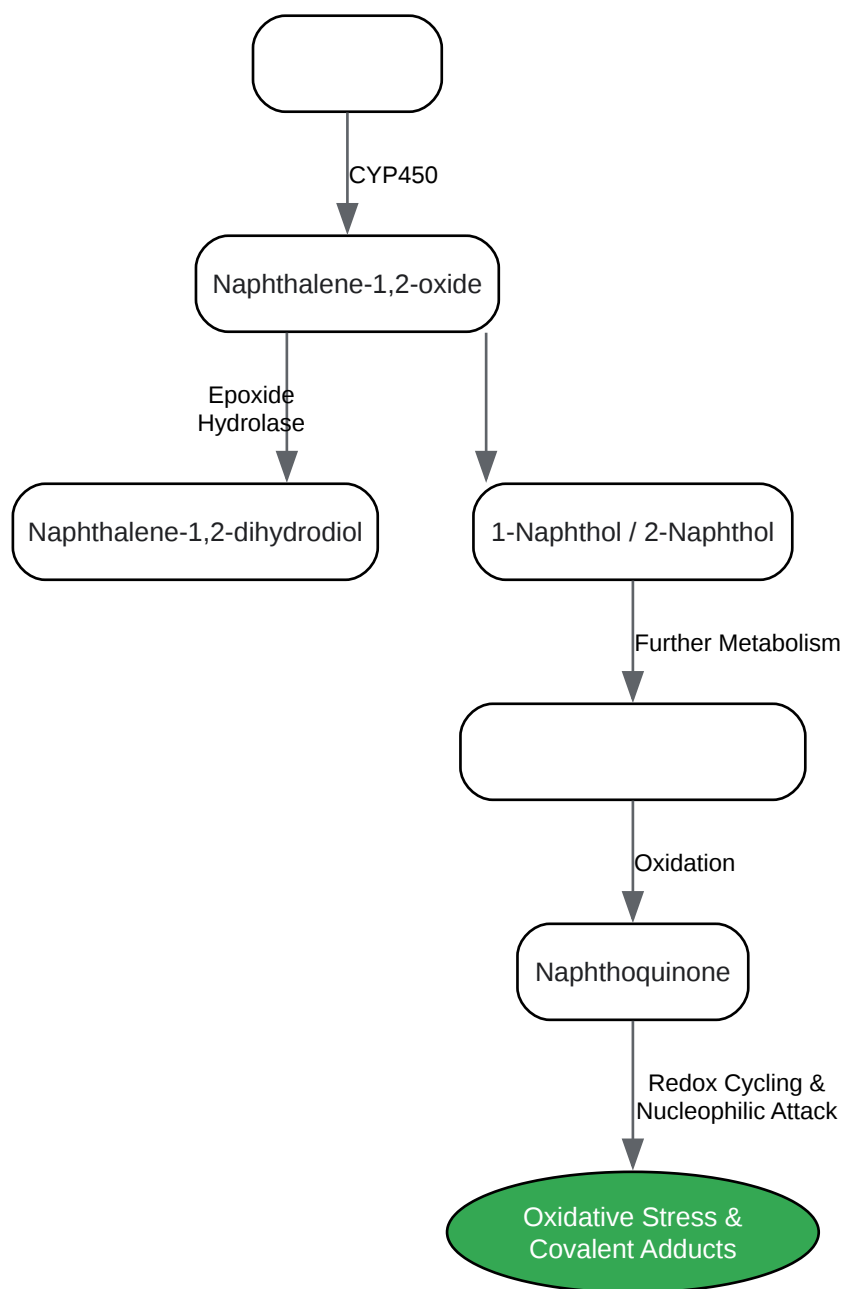 CYP450
Naphthalene-1,2-oxide
Epoxide
Hydrolase
Naphthalene-1,2-dihydrodiol
1-Naphthol / 2-Naphthol
Further Metabolism
Oxidation
Naphthoquinone
Redox Cycling &
Nucleophilic Attack
Oxidative Stress &
Covalent Adducts